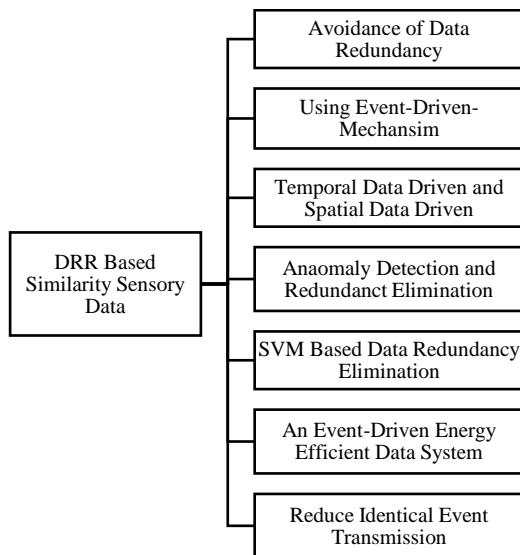 Avoidance of Data
Redundancy
Using Event-Driven-
Mechansim
Temporal Data Driven and
Spatial Data Driven
DRR Based
Similarity Sensory
Data
Anaomaly Detection and
Redundanct Elimination
SVM Based Data Redundancy
Elimination
An Event-Driven Energy
Efficient Data System
Reduce Identical Event
Transmission